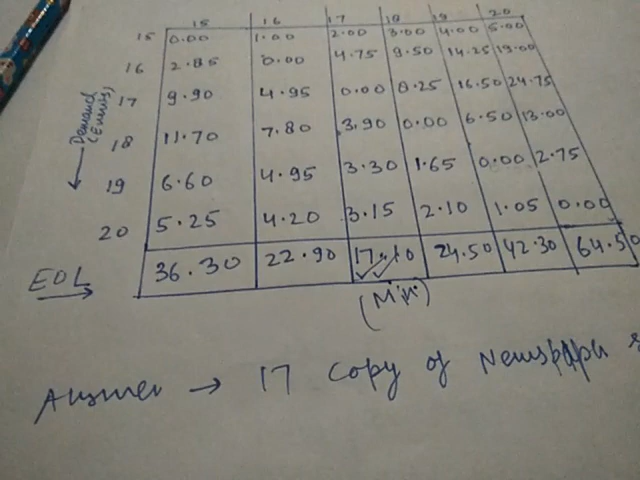 15 16 17 18 19 20
15 0.00 1.00 2.00 3.00 4.00 5.00
16 2.85 0.00 4.75 9.50 14.25 19.00
17 9.90 4.95 0.00 8.25 16.50 24.75
18 11.70 7.80 3.90 0.00 6.50 13.00
19 6.60 4.95 3.30 1.65 0.00 2.75
20 5.25 4.20 3.15 2.10 1.05 0.00
Demand
EOL 36.30 22.90 17.10 24.50 42.30 64.50
(Min.)
Answer → 17 Copy of